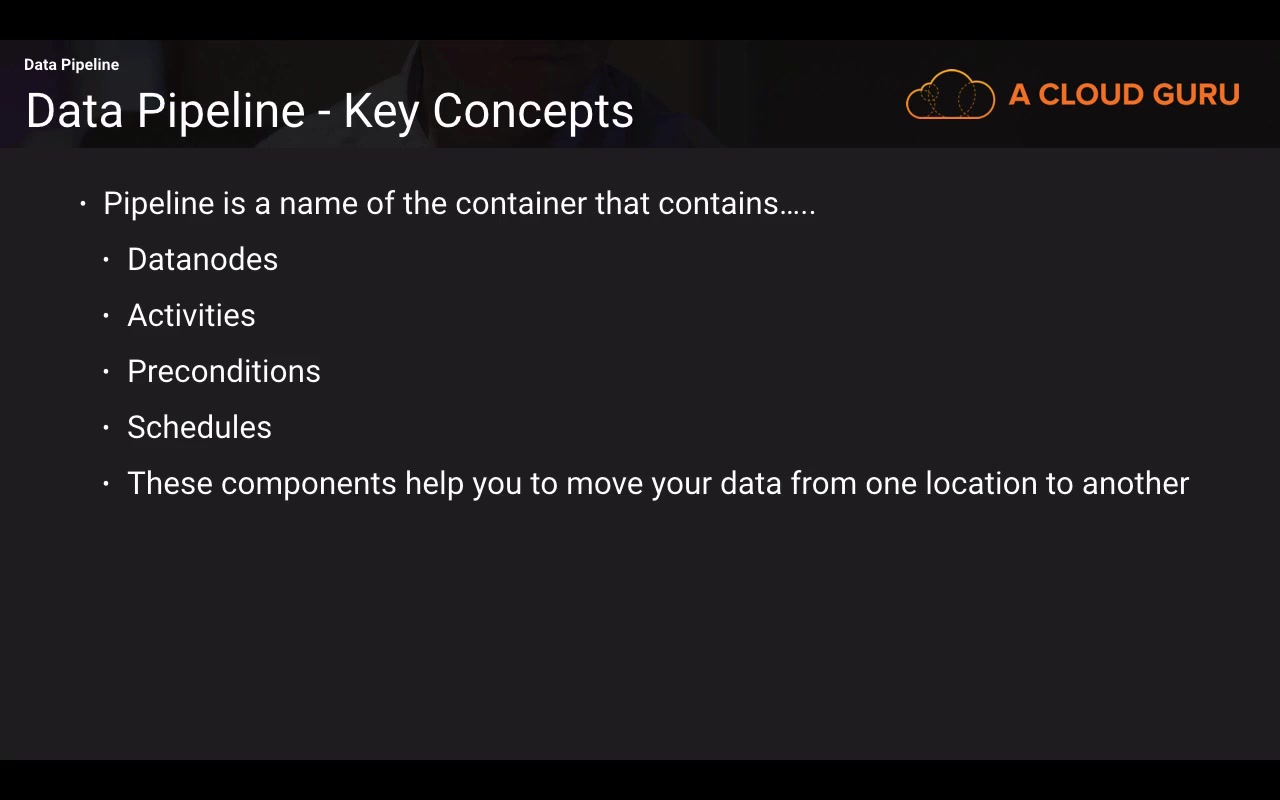 Data Pipeline
Data Pipeline - Key Concepts
A CLOUD GURU
• Pipeline is a name of the container that contains.....
• Datanodes
• Activities
• Preconditions
• Schedules
• These components help you to move your data from one location to another